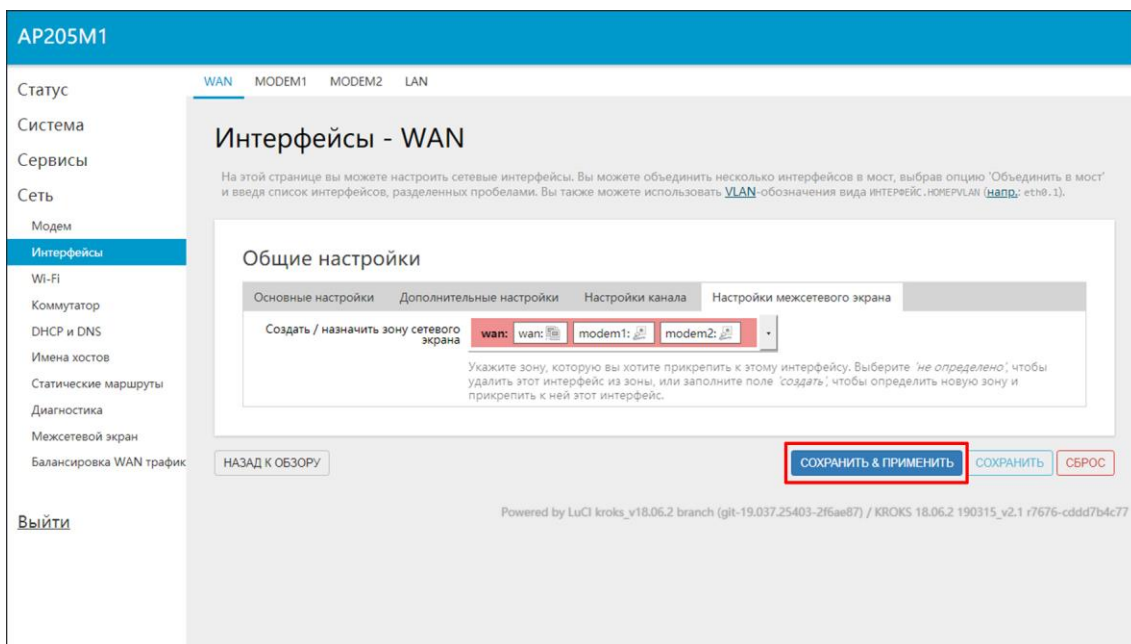 AP205M1
Статус
Система
Сервисы
Сеть
Модем
Интерфейсы
Wi-Fi
Коммутатор
DHCP и DNS
Имена хостов
Статические маршруты
Диагностика
Межсетевой экран
Балансировка WAN трафик
Выйти
WAN MODEM1 MODEM2 LAN
Интерфейсы - WAN
На этой странице вы можете настроить сетевые интерфейсы. Вы можете объединить несколько интерфейсов в мост, выбрав опцию 'Объединить в мост'
и введя список интерфейсов, разделенных пробелами. Вы также можете использовать VLAN-обозначения вида ИНТЕРФЕЙС.НОМЕРVLAN (напр.: eth0.1).
Общие настройки
Основные настройки Дополнительные настройки Настройки канала Настройки межсетевого экрана
Создать / назначить зону сетевого
экрана
wan: wan: modem1: modem2:
Укажите зону, которую вы хотите прикрепить к этому интерфейсу. Выберите 'не определено', чтобы
удалить этот интерфейс из зоны, или заполните поле 'создать', чтобы определить новую зону и
прикрепить к ней этот интерфейс.
НАЗАД К ОБЗОРУ СОХРАНИТЬ & ПРИМЕНИТЬ СОХРАНИТЬ СБРОС
Powered by LuCI kroks_v18.06.2 branch (git-19.037.25403-2f6ae87) / KROKS 18.06.2 190315_v2.1 r7676-cddd7b4c77